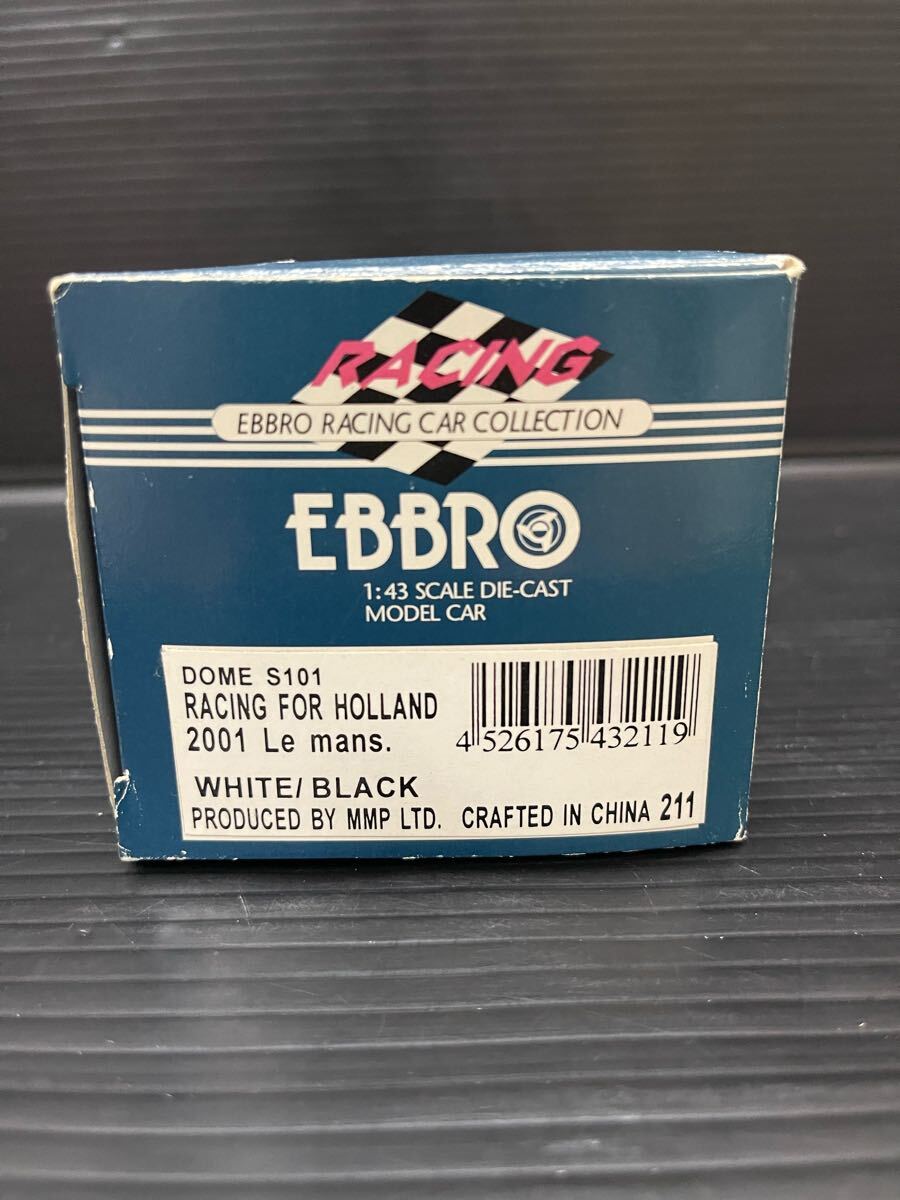 RACING
EBBRO RACING CAR COLLECTION
EBBRO
1:43 SCALE DIE-CAST
MODEL CAR
DOME S101
RACING FOR HOLLAND
2001 Le mans.
4 526175 432119
WHITE/ BLACK
PRODUCED BY MMP LTD. CRAFTED IN CHINA 211